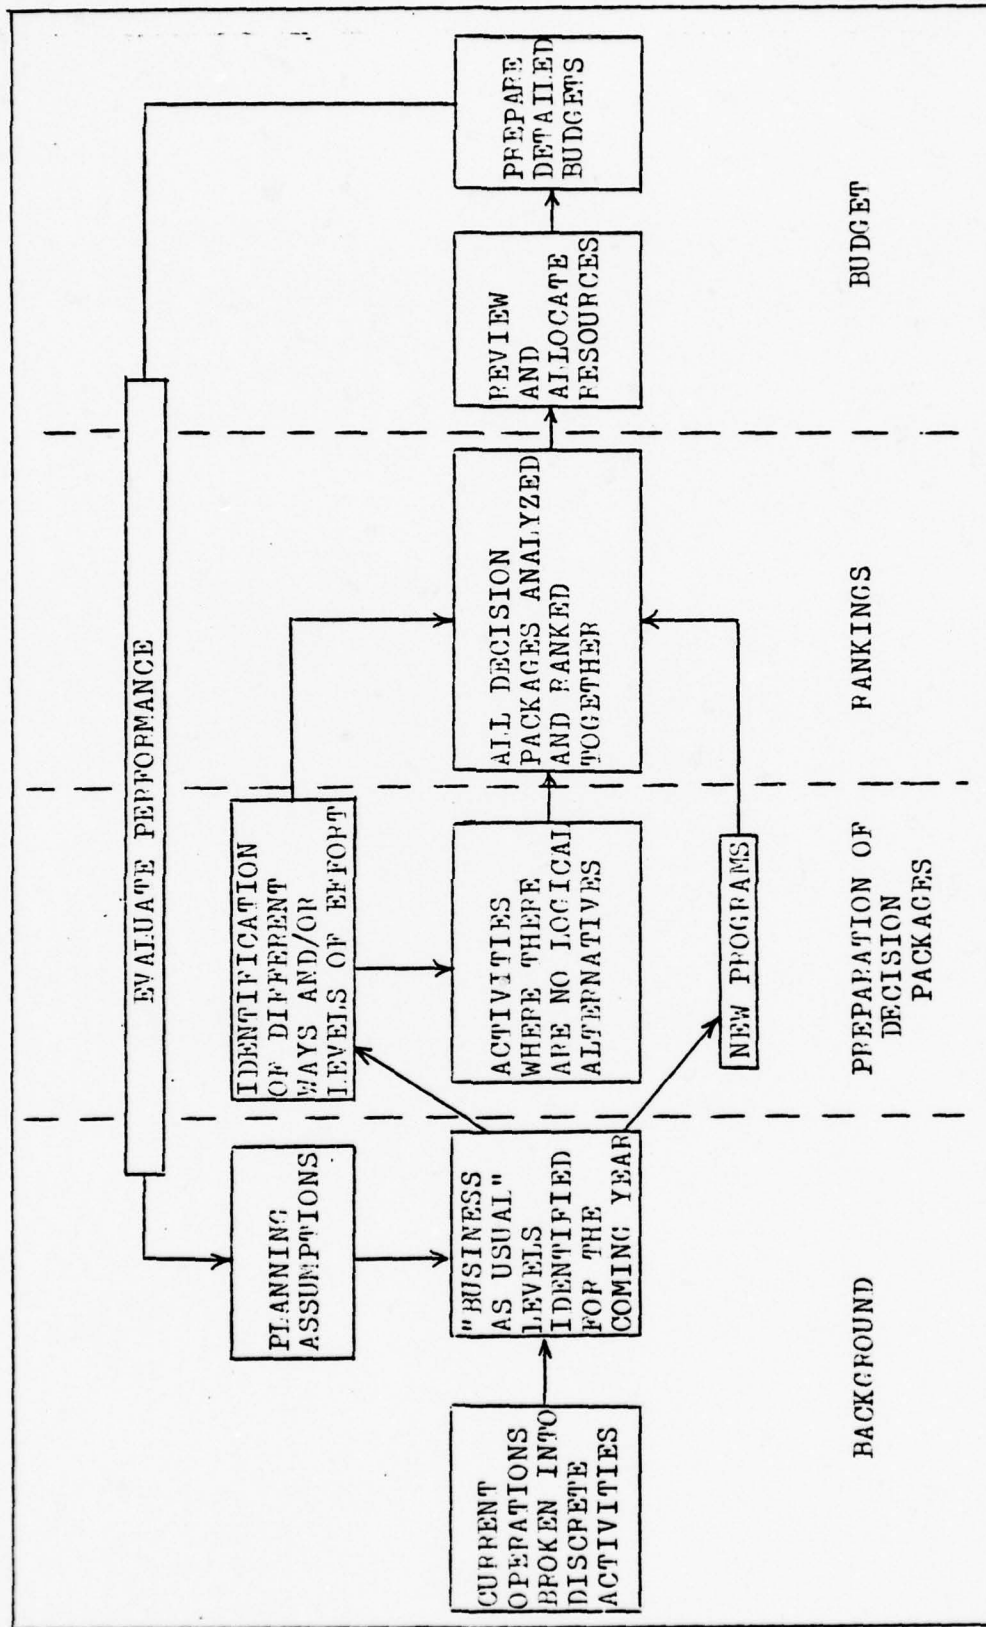 EVALUATE PERFORMANCE
PLANNING
ASSUMPTIONS
IDENTIFICATION
OF DIFFERENT
WAYS AND/OR
LEVELS OF EFFORT
CURRENT
OPERATIONS
BROKEN INTO
DISCRETE
ACTIVITIES
"BUSINESS
AS USUAL"
LEVELS
IDENTIFIED
FOR THE
COMING YEAR
ACTIVITIES
WHERE THERE
ARE NO LOGICAL
ALTERNATIVES
ALL DECISION
PACKAGES ANALYZED
AND RANKED
TOGETHER
REVIEW
AND
ALLOCATE
RESOURCES
PREPARE
DETAILED
BUDGETS
NEW PROGRAMS
BACKGROUND
PREPARATION OF
DECISION
PACKAGES
RANKINGS
BUDGET